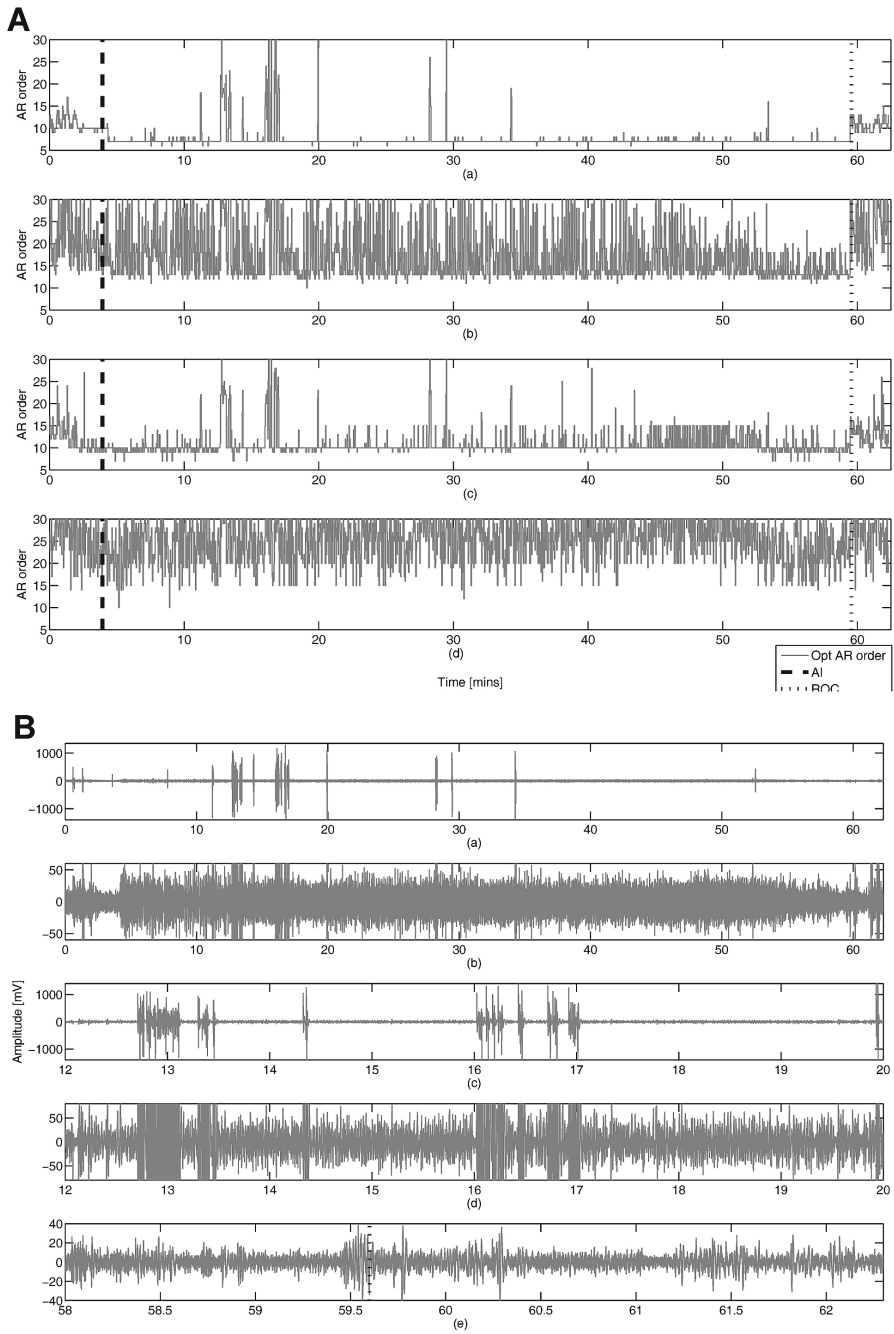 A
30
25
20
15
10
5
AR order
0 10 20 30 40 50 60
(a)
30
25
20
15
10
5
AR order
0 10 20 30 40 50 60
(b)
30
25
20
15
10
5
AR order
0 10 20 30 40 50 60
(c)
30
25
20
15
10
5
AR order
0 10 20 30 40 50 60
(d)
Time [mins]
Opt AR order
AI
ROC
B
1000
0
−1000
0 10 20 30 40 50 60
(a)
50
0
−50
0 10 20 30 40 50 60
(b)
Amplitude [mV]
1000
0
−1000
12 13 14 15 16 17 18 19 20
(c)
50
0
−50
12 13 14 15 16 17 18 19 20
(d)
40
20
0
−20
−40
58 58.5 59 59.5 60 60.5 61 61.5 62
(e)